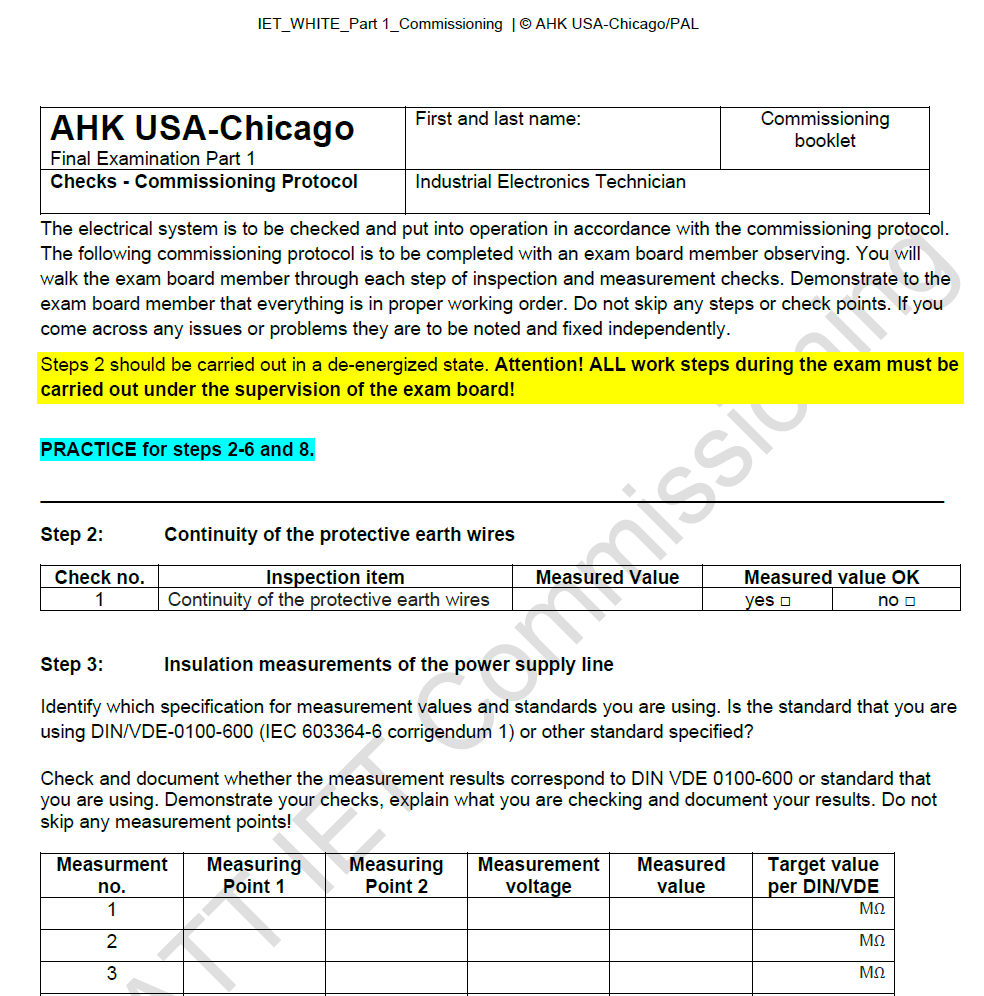 IET_WHITE_Part 1_Commissioning | © AHK USA-Chicago/PAL
AHK USA-Chicago
Final Examination Part 1
First and last name:
Commissioning
booklet
Checks - Commissioning Protocol
Industrial Electronics Technician
The electrical system is to be checked and put into operation in accordance with the commissioning protocol.
The following commissioning protocol is to be completed with an exam board member observing. You will
walk the exam board member through each step of inspection and measurement checks. Demonstrate to the
exam board member that everything is in proper working order. Do not skip any steps or check points. If you
come across any issues or problems they are to be noted and fixed independently.
Steps 2 should be carried out in a de-energized state. Attention! ALL work steps during the exam must be
carried out under the supervision of the exam board!
PRACTICE for steps 2-6 and 8.
Step 2: Continuity of the protective earth wires
Check no. Inspection item Measured Value Measured value OK
1 Continuity of the protective earth wires yes □ no □
Step 3: Insulation measurements of the power supply line
Identify which specification for measurement values and standards you are using. Is the standard that you are
using DIN/VDE-0100-600 (IEC 603364-6 corrigendum 1) or other standard specified?
Check and document whether the measurement results correspond to DIN VDE 0100-600 or standard that
you are using. Demonstrate your checks, explain what you are checking and document your results. Do not
skip any measurement points!
Measurment no. Measuring Point 1 Measuring Point 2 Measurement voltage Measured value Target value per DIN/VDE
1 MΩ
2 MΩ
3 MΩ
ATT IET Commissioning